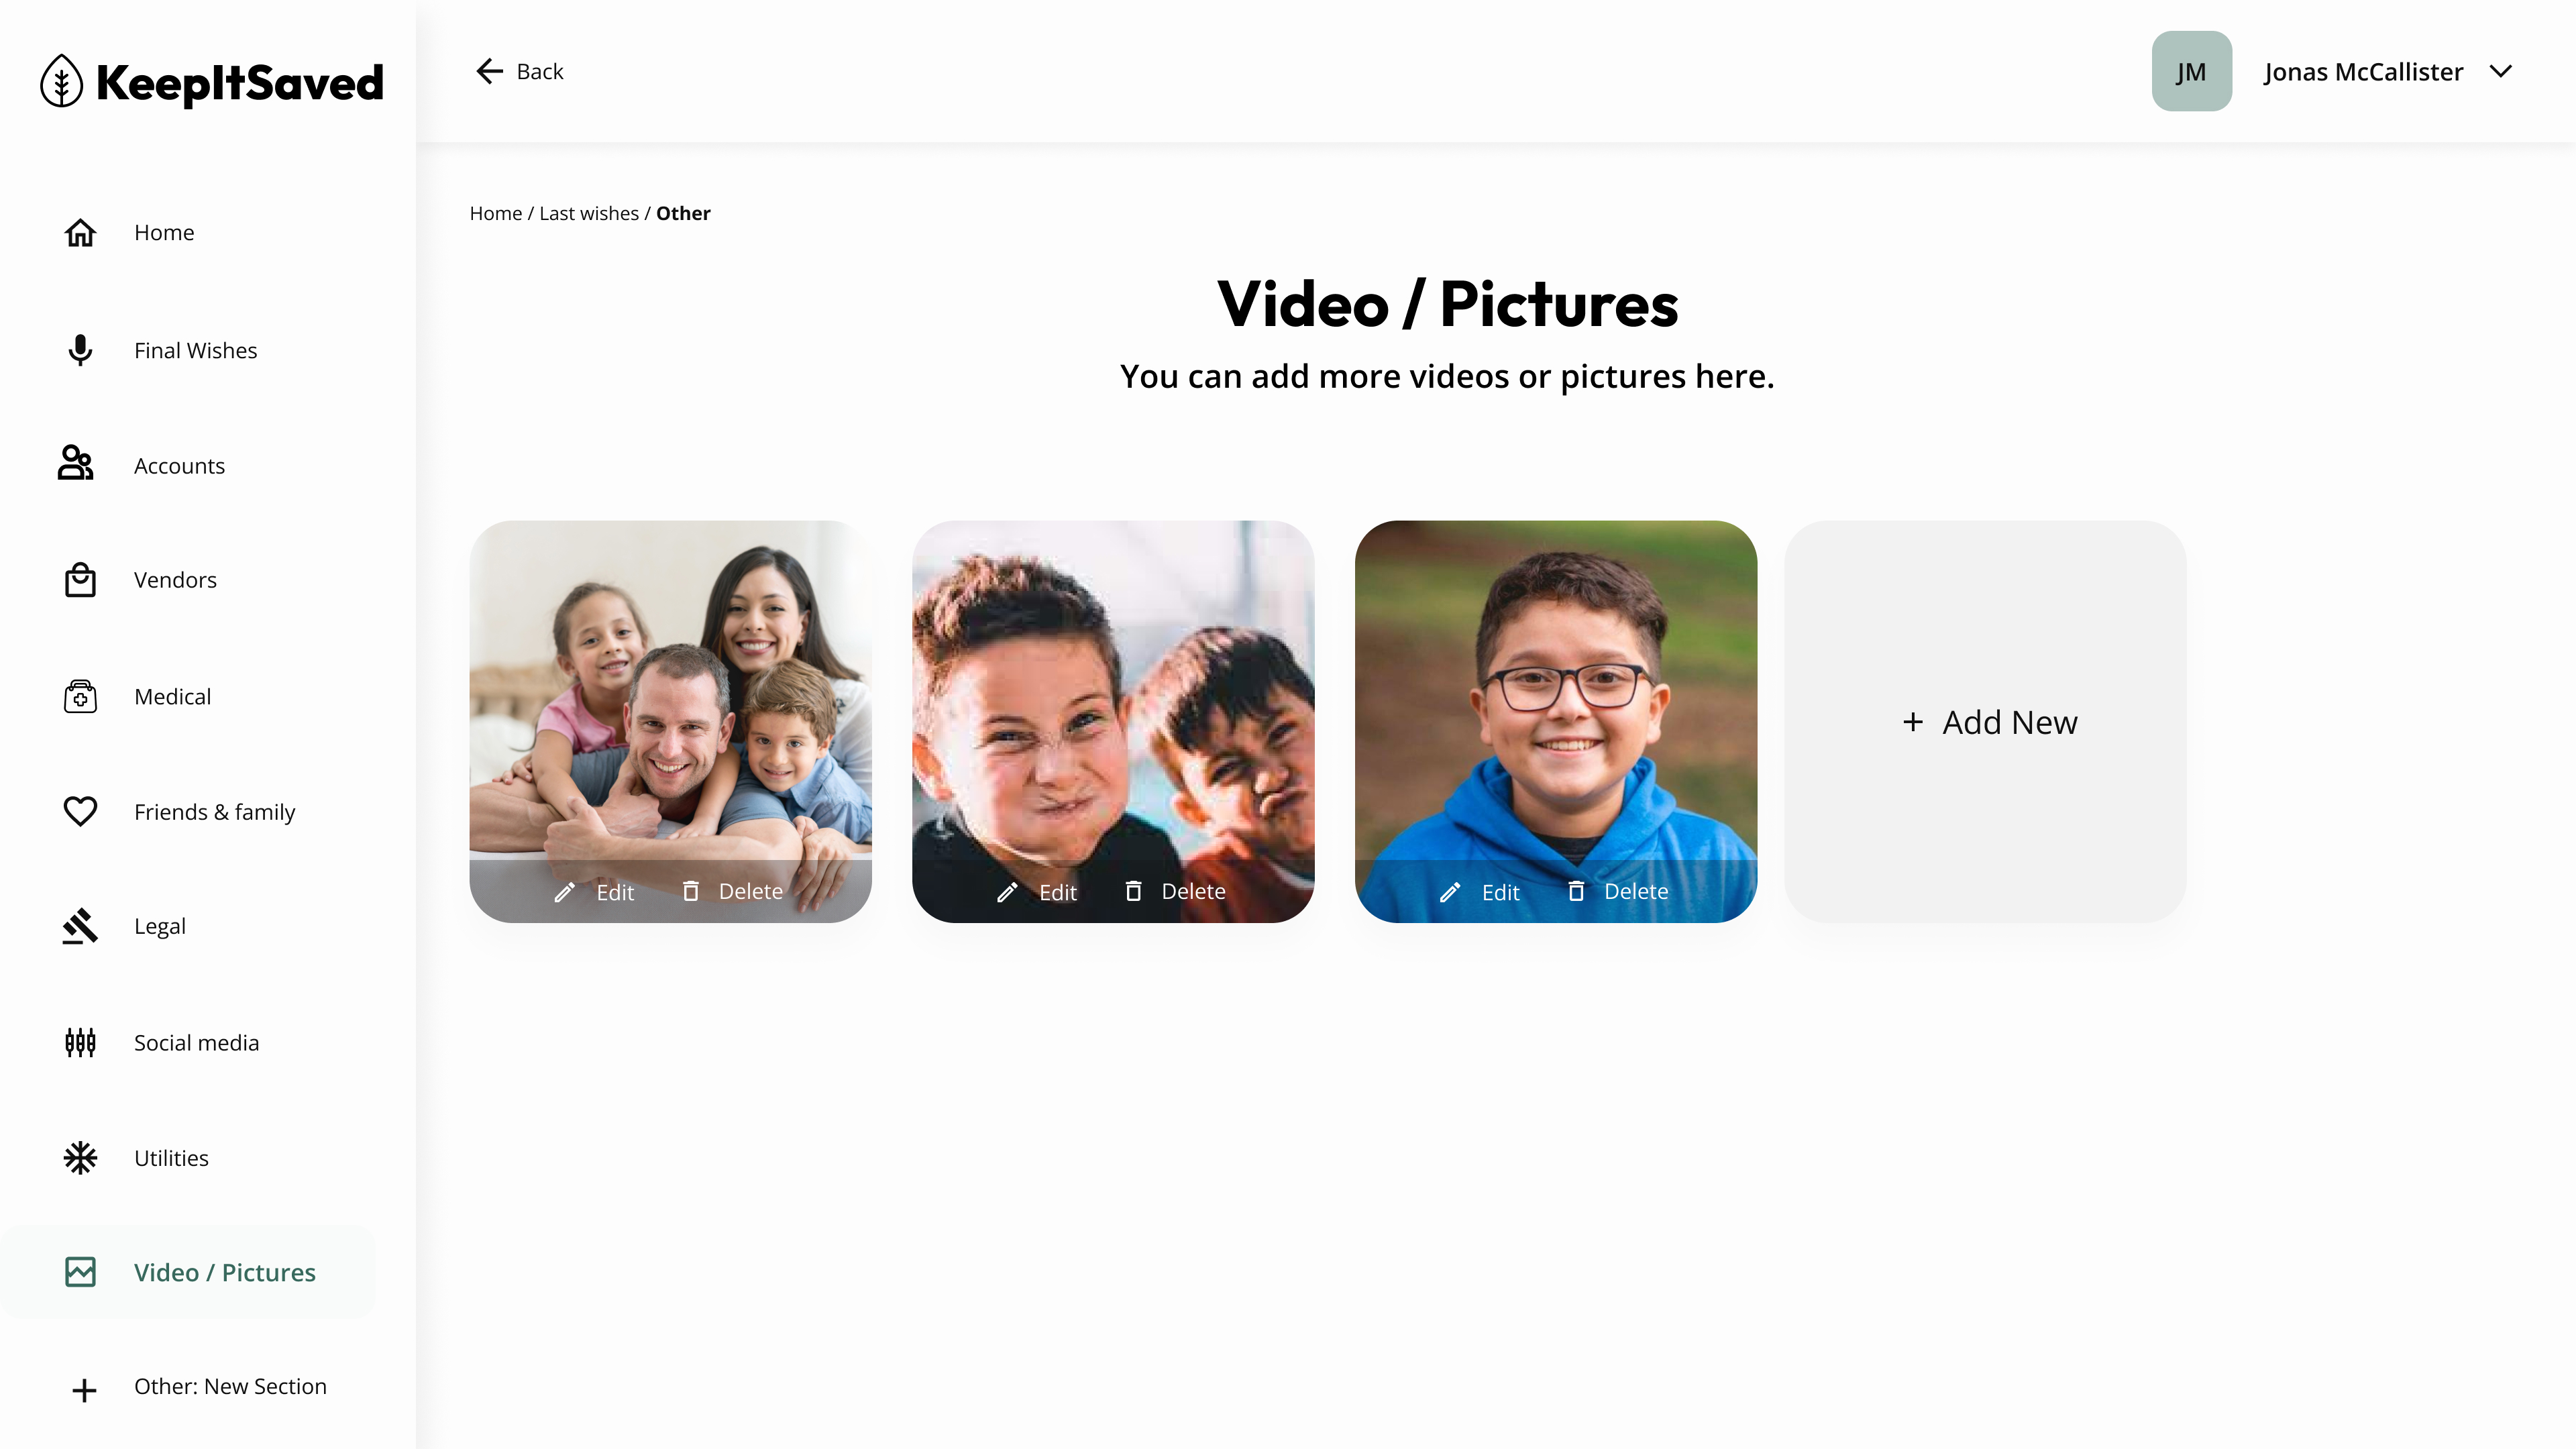 KeepItSaved
Home
Final Wishes
Accounts
Vendors
Medical
Friends & family
Legal
Social media
Utilities
Video / Pictures
+ Other: New Section
Back
JM Jonas McCallister
Home / Last wishes / Other
Video / Pictures
You can add more videos or pictures here.
Edit Delete
Edit Delete
Edit Delete
+ Add New